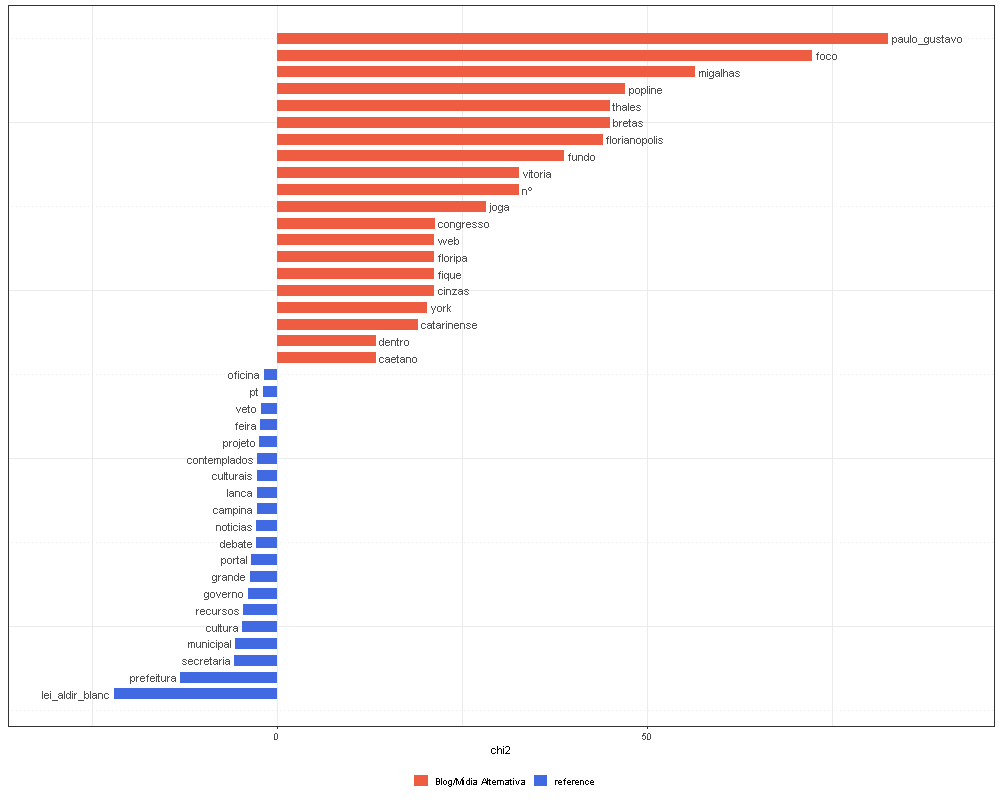 paulo_gustavo
foco
migalhas
popline
thales
bretas
florianopolis
fundo
vitoria
nº
joga
congresso
web
floripa
fique
cinzas
york
catarinense
dentro
caetano
oficina
pt
veto
feira
projeto
contemplados
culturais
lanca
campina
noticias
debate
portal
grande
governo
recursos
cultura
municipal
secretaria
prefeitura
lei_aldir_blanc
0 50
chi2
Blog/Mídia Alternativa reference